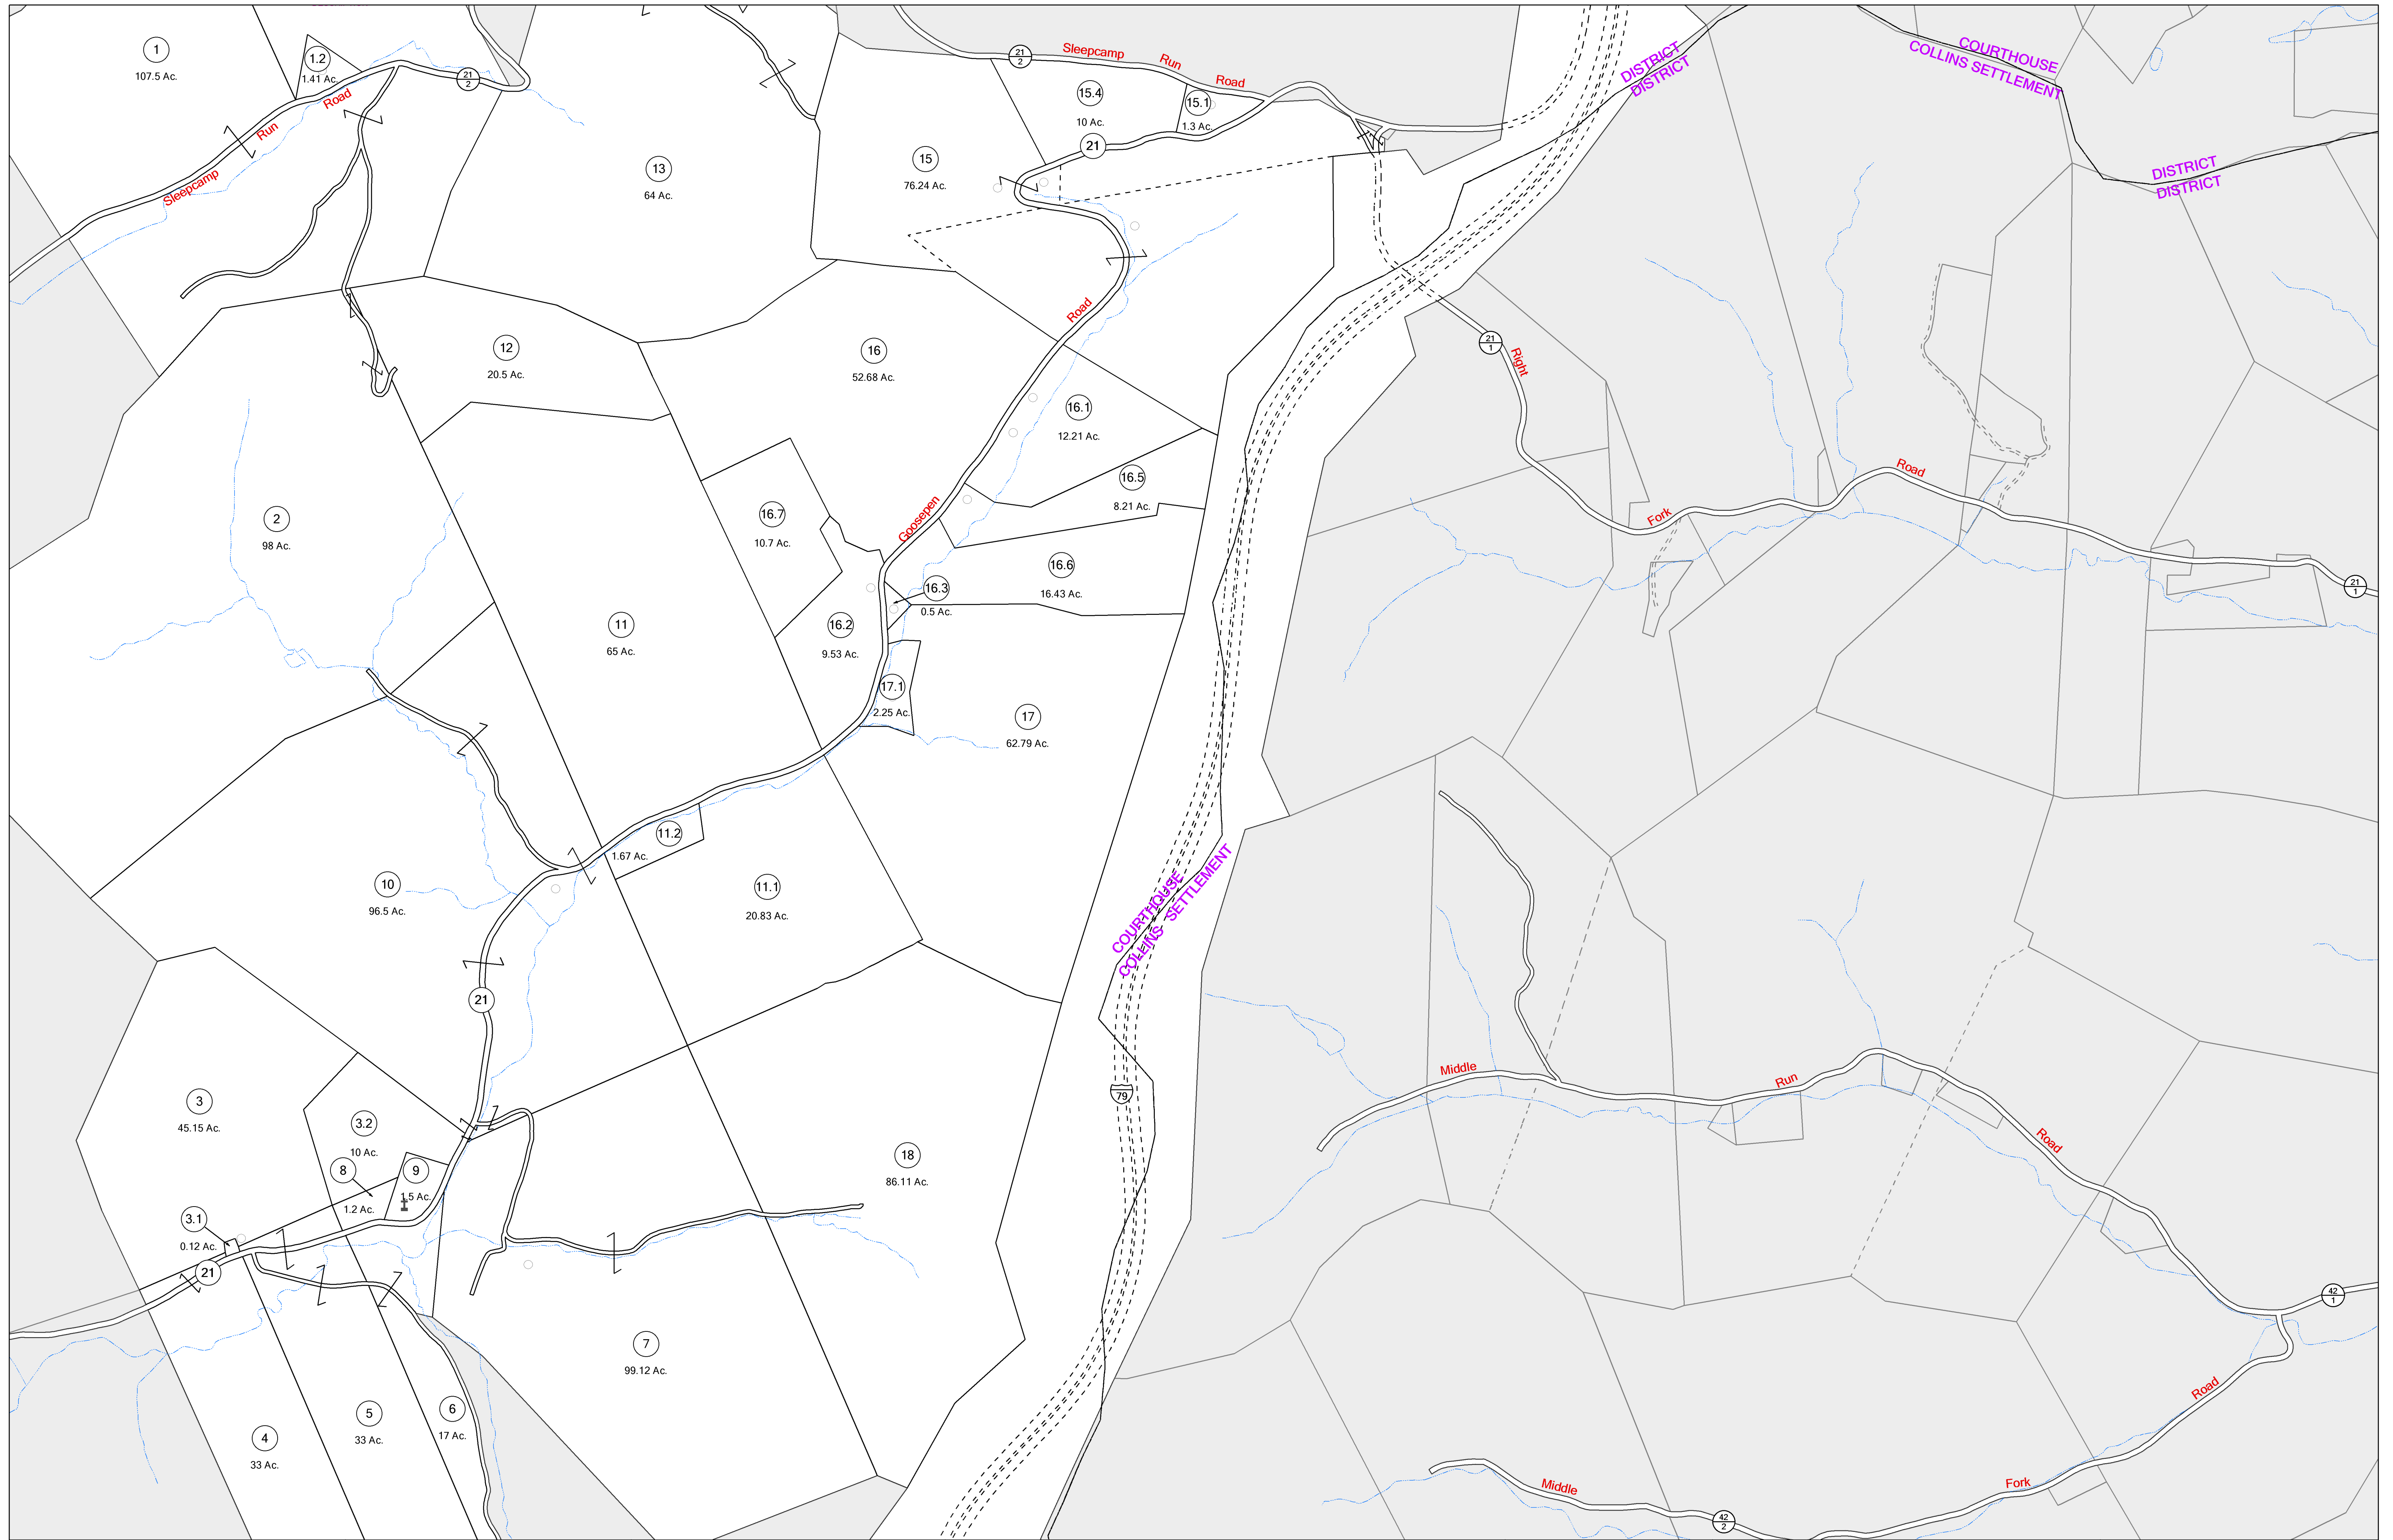 1
107.5 Ac.
1.2
1.41 Ac.
21
2
Sleepcamp
Run
Road
21
2
Sleepcamp
Run
Road
15.4
10 Ac.
15.1
1.3 Ac.
21
15
76.24 Ac.
13
64 Ac.
DISTRICT
DISTRICT
COURTHOUSE
COLLINS SETTLEMENT
DISTRICT
DISTRICT
12
20.5 Ac.
16
52.68 Ac.
Road
Goosepen
16.1
12.21 Ac.
16.5
8.21 Ac.
16.7
10.7 Ac.
16.6
16.43 Ac.
16.3
0.5 Ac.
16.2
9.53 Ac.
17.1
2.25 Ac.
17
62.79 Ac.
2
98 Ac.
11
65 Ac.
11.2
1.67 Ac.
11.1
20.83 Ac.
10
96.5 Ac.
21
21
1
Right
Fork
Road
21
1
COURTHOUSE
COLLINS
SETTLEMENT
79
3
45.15 Ac.
3.2
10 Ac.
8
1.2 Ac.
9
1.5 Ac.
3.1
0.12 Ac.
21
18
86.11 Ac.
7
99.12 Ac.
4
33 Ac.
5
33 Ac.
6
17 Ac.
Middle
Run
Road
42
1
Middle
42
2
Fork
Road